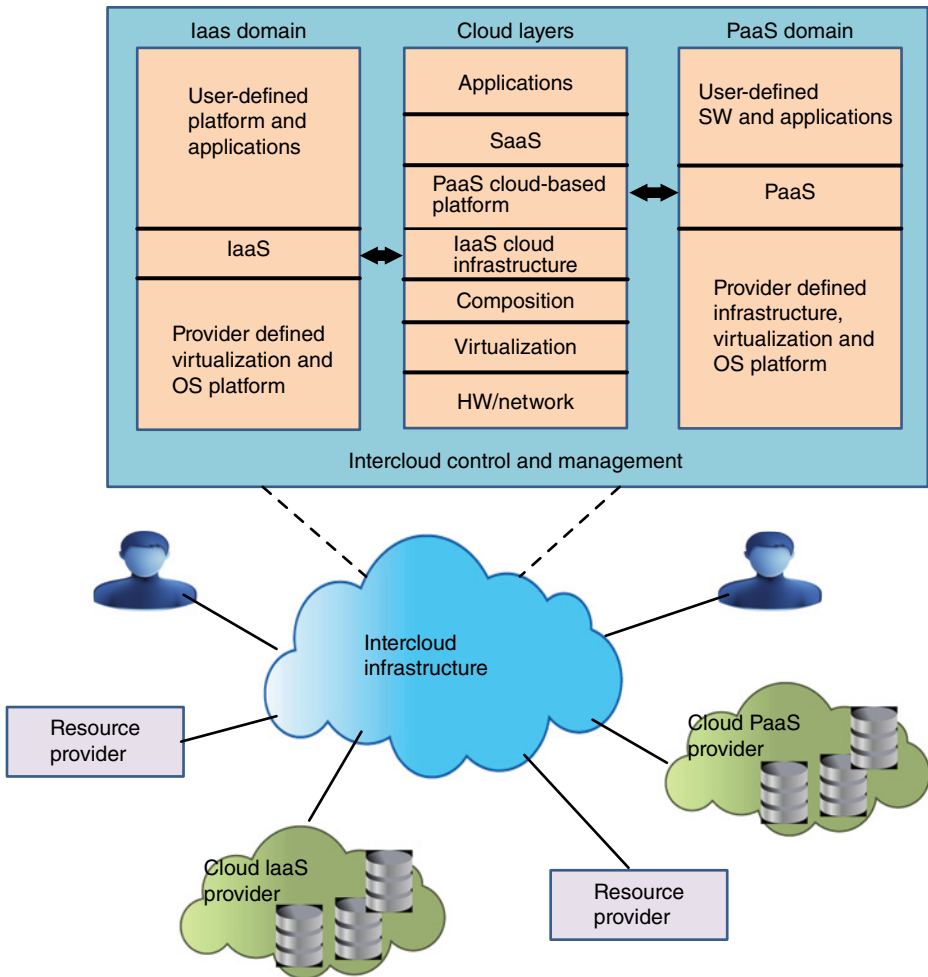 Iaas domain
User-defined
platform and
applications
IaaS
Provider defined
virtualization and
OS platform
Cloud layers
Applications
SaaS
PaaS cloud-based
platform
IaaS cloud
infrastructure
Composition
Virtualization
HW/network
PaaS domain
User-defined
SW and applications
PaaS
Provider defined
infrastructure,
virtualization and
OS platform
Intercloud control and management
Intercloud
infrastructure
Resource
provider
Cloud PaaS
provider
Cloud IaaS
provider
Resource
provider